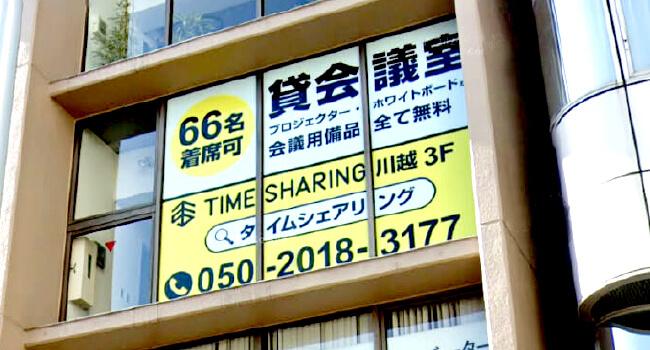 66名
着席可
貸会議室
プロジェクター・ホワイトボード
会議用備品全て無料
TIME SHARING 川越 3F
タイムシェアリング
050-2018-3177